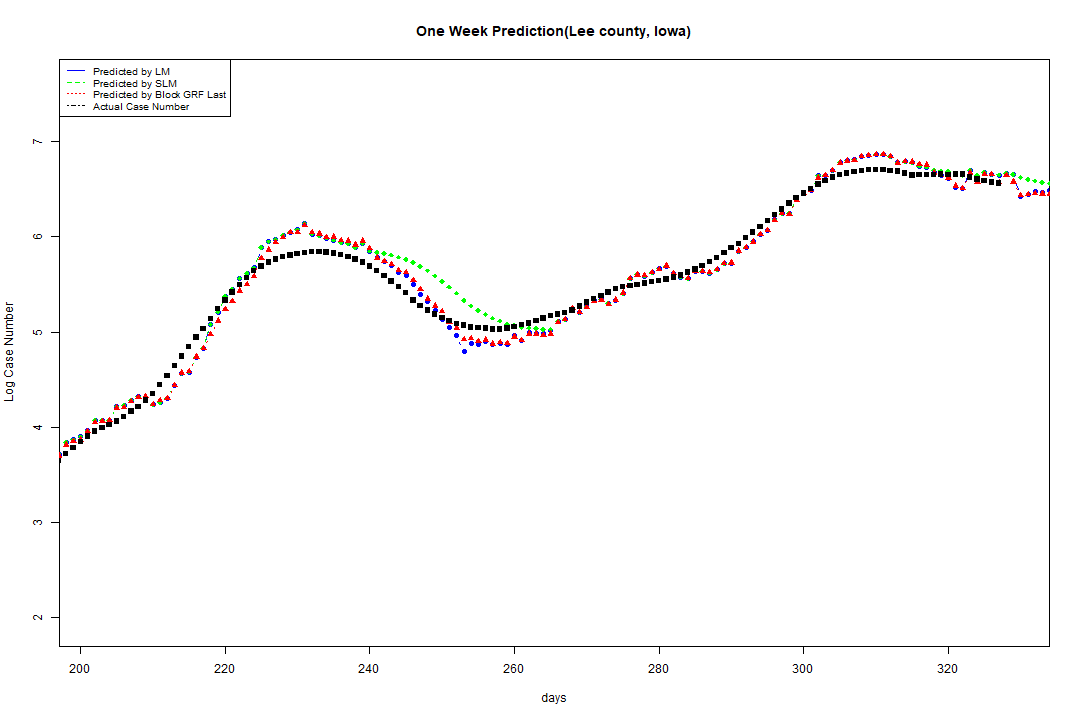 One Week Prediction(Lee county, Iowa)
Predicted by LM
Predicted by SLM
Predicted by Block GRF Last
Actual Case Number
7
6
5
4
3
2
Log Case Number
200 220 240 260 280 300 320
days